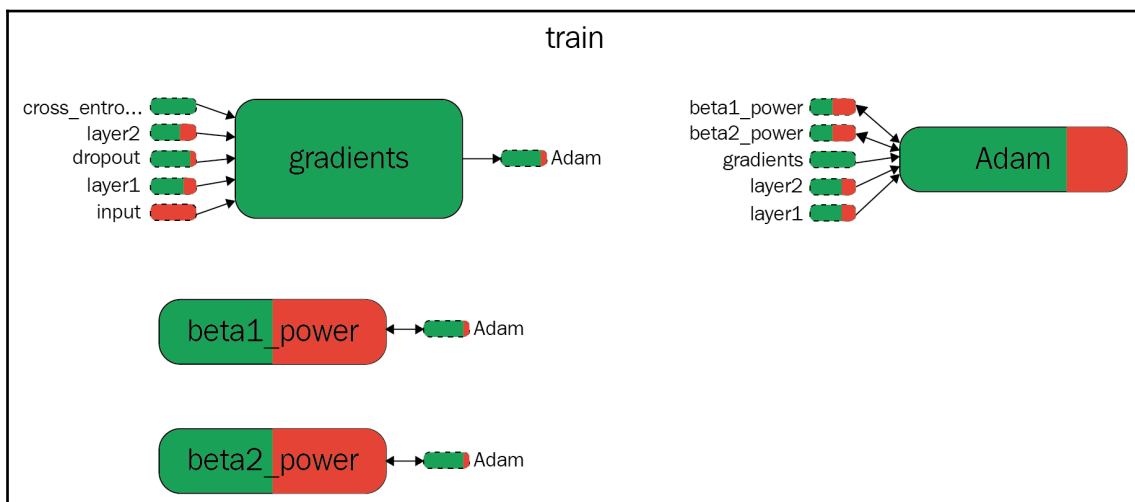 train
cross_entro...
layer2
dropout
layer1
input
gradients
Adam
beta1_power
beta2_power
gradients
layer2
layer1
Adam
beta1_power
Adam
beta2_power
Adam